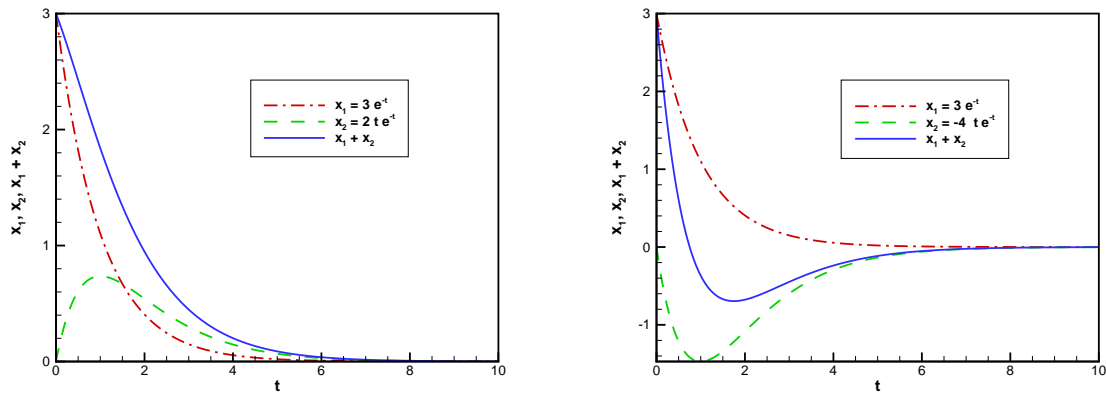 3
2
1
0
0 2 4 6 8 10
t
x₁, x₂, x₁ + x₂
x₁ = 3 e⁻ᵗ
x₂ = 2 t e⁻ᵗ
x₁ + x₂
3
2
1
0
-1
0 2 4 6 8 10
t
x₁, x₂, x₁ + x₂
x₁ = 3 e⁻ᵗ
x₂ = -4 t e⁻ᵗ
x₁ + x₂